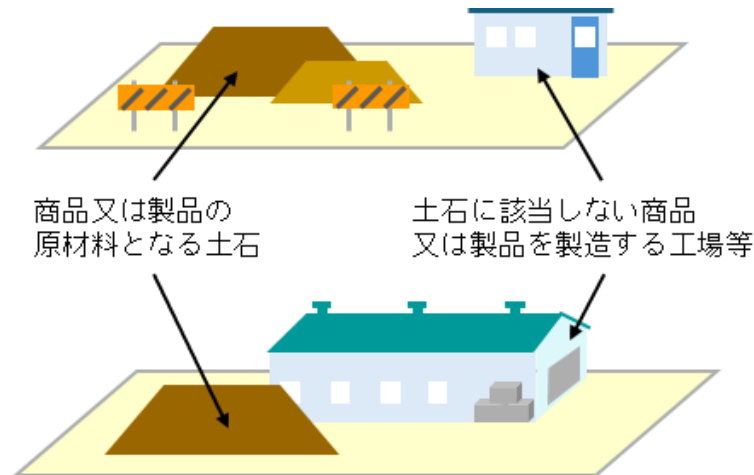 商品又は製品の
原材料となる土石
土石に該当しない商品
又は製品を製造する工場等